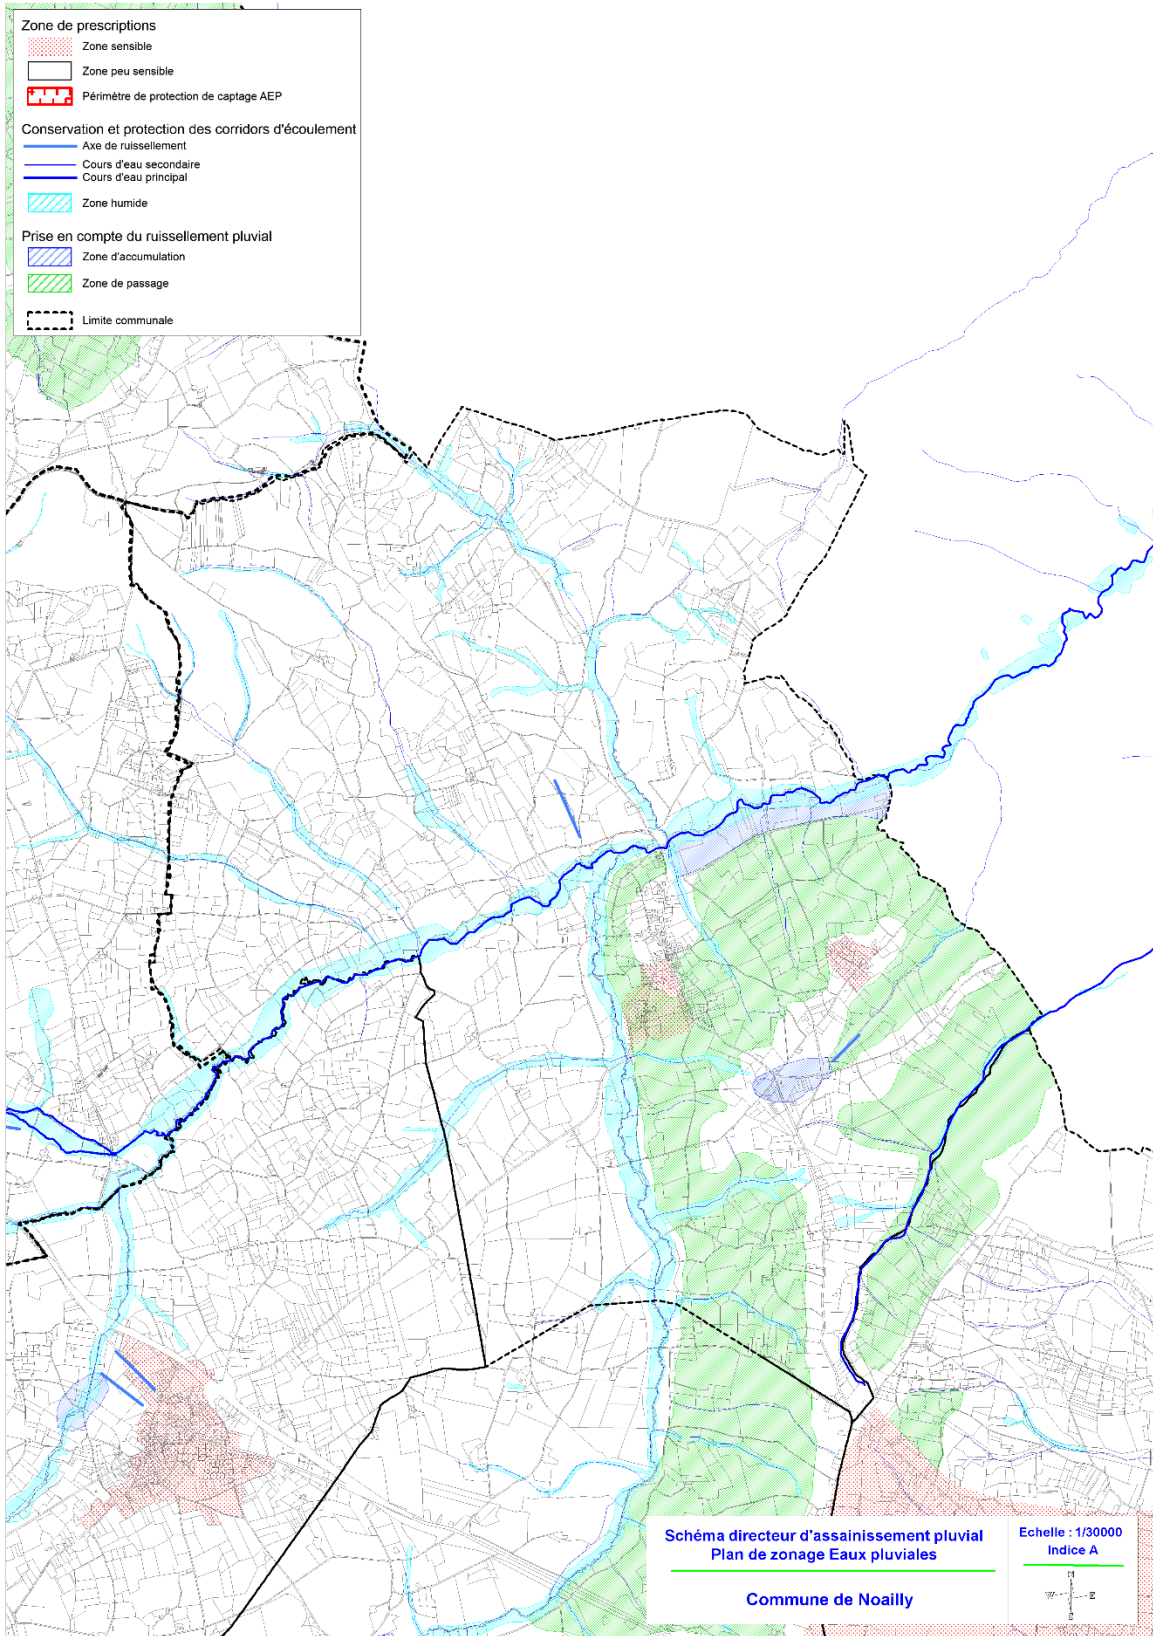 Zone de prescriptions
Zone sensible
Zone peu sensible
Périmètre de protection de captage AEP
Conservation et protection des corridors d'écoulement
Axe de ruissellement
Cours d'eau secondaire
Cours d'eau principal
Zone humide
Prise en compte du ruissellement pluvial
Zone d'accumulation
Zone de passage
Limite communale
Schéma directeur d'assainissement pluvial
Plan de zonage Eaux pluviales
Commune de Noailly
Echelle : 1/30000
Indice A
N
W
E